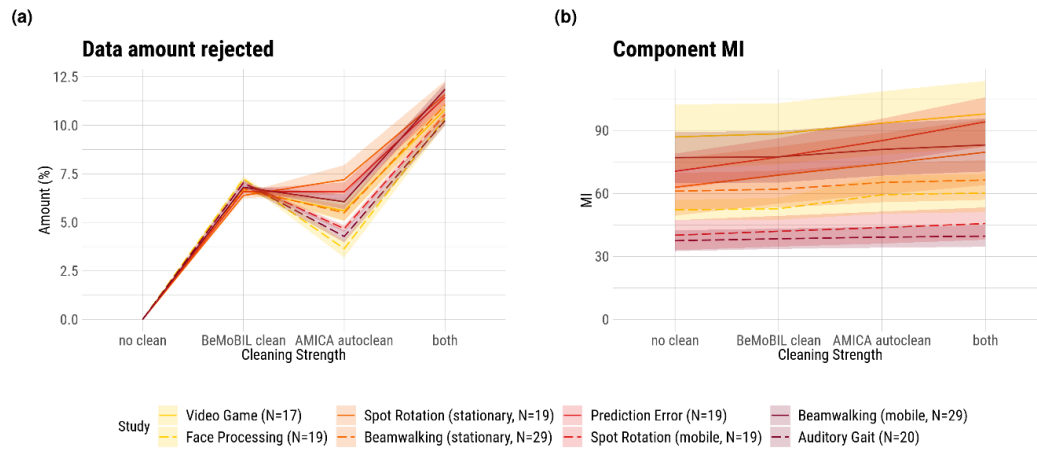 (a)
Data amount rejected
Amount (%)
12.5
10.0
7.5
5.0
2.5
0.0
no clean BeMoBIL clean AMICA autoclean both
Cleaning Strength
(b)
Component MI
MI
90
60
30
0
no clean BeMoBIL clean AMICA autoclean both
Cleaning Strength
Study
Video Game (N=17) Spot Rotation (stationary, N=19) Prediction Error (N=19) Beamwalking (mobile, N=29)
Face Processing (N=19) Beamwalking (stationary, N=29) Spot Rotation (mobile, N=19) Auditory Gait (N=20)